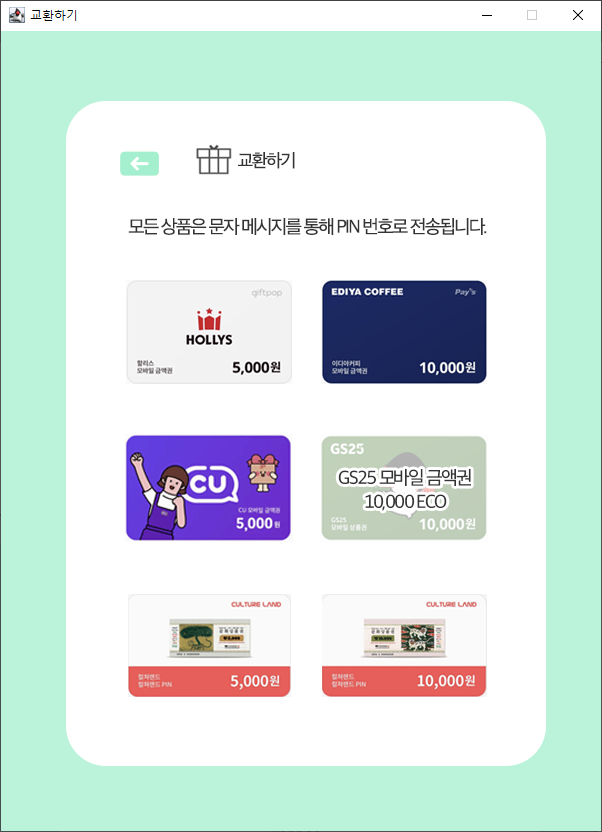 교환하기
교환하기
모든 상품은 문자 메시지를 통해 PIN 번호로 전송됩니다.
giftpop
HOLLYS
할리스
모바일 금액권
5,000원
EDIYA COFFEE
Pay's
이디야커피
모바일 금액권
10,000원
CU
CU 모바일 금액권
5,000원
GS25
GS25 모바일 금액권
10,000 ECO
GS25
모바일 상품권
10,000원
CULTURE LAND
컬쳐랜드
컬쳐랜드 PIN
5,000원
CULTURE LAND
컬쳐랜드
컬쳐랜드 PIN
10,000원